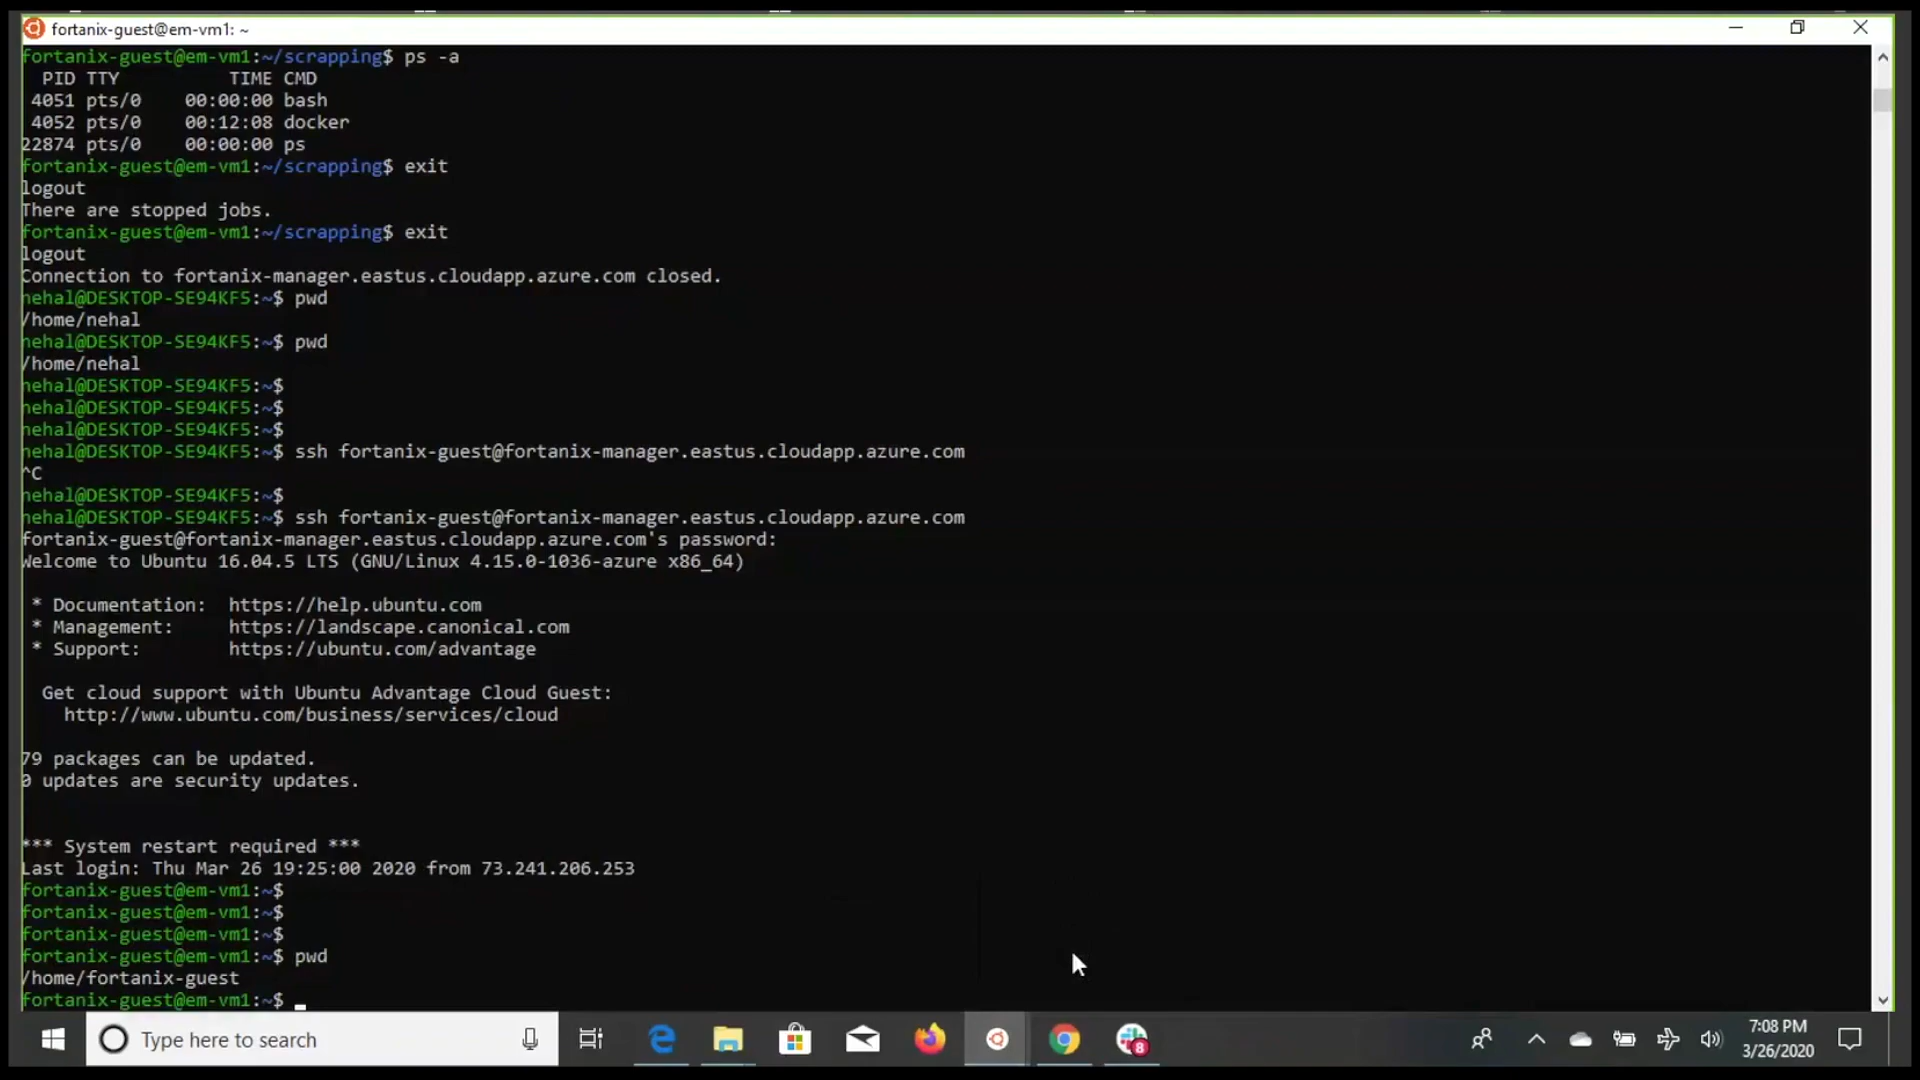 fortanix-guest@em-vm1: ~
fortanix-guest@em-vm1:~/scrapping$ ps -a
PID TTY TIME CMD
4051 pts/0 00:00:00 bash
4052 pts/0 00:12:08 docker
22874 pts/0 00:00:00 ps
fortanix-guest@em-vm1:~/scrapping$ exit
logout
There are stopped jobs.
fortanix-guest@em-vm1:~/scrapping$ exit
logout
Connection to fortanix-manager.eastus.cloudapp.azure.com closed.
nehal@DESKTOP-SE94KF5:~$ pwd
/home/nehal
nehal@DESKTOP-SE94KF5:~$ pwd
/home/nehal
nehal@DESKTOP-SE94KF5:~$
nehal@DESKTOP-SE94KF5:~$
nehal@DESKTOP-SE94KF5:~$
nehal@DESKTOP-SE94KF5:~$ ssh fortanix-guest@fortanix-manager.eastus.cloudapp.azure.com
^C
nehal@DESKTOP-SE94KF5:~$
nehal@DESKTOP-SE94KF5:~$ ssh fortanix-guest@fortanix-manager.eastus.cloudapp.azure.com
fortanix-guest@fortanix-manager.eastus.cloudapp.azure.com's password:
Welcome to Ubuntu 16.04.5 LTS (GNU/Linux 4.15.0-1036-azure x86_64)
* Documentation: https://help.ubuntu.com
* Management: https://landscape.canonical.com
* Support: https://ubuntu.com/advantage
Get cloud support with Ubuntu Advantage Cloud Guest:
http://www.ubuntu.com/business/services/cloud
79 packages can be updated.
0 updates are security updates.
*** System restart required ***
Last login: Thu Mar 26 19:25:00 2020 from 73.241.206.253
fortanix-guest@em-vm1:~$
fortanix-guest@em-vm1:~$
fortanix-guest@em-vm1:~$
fortanix-guest@em-vm1:~$ pwd
/home/fortanix-guest
fortanix-guest@em-vm1:~$
Type here to search
8
7:08 PM
3/26/2020